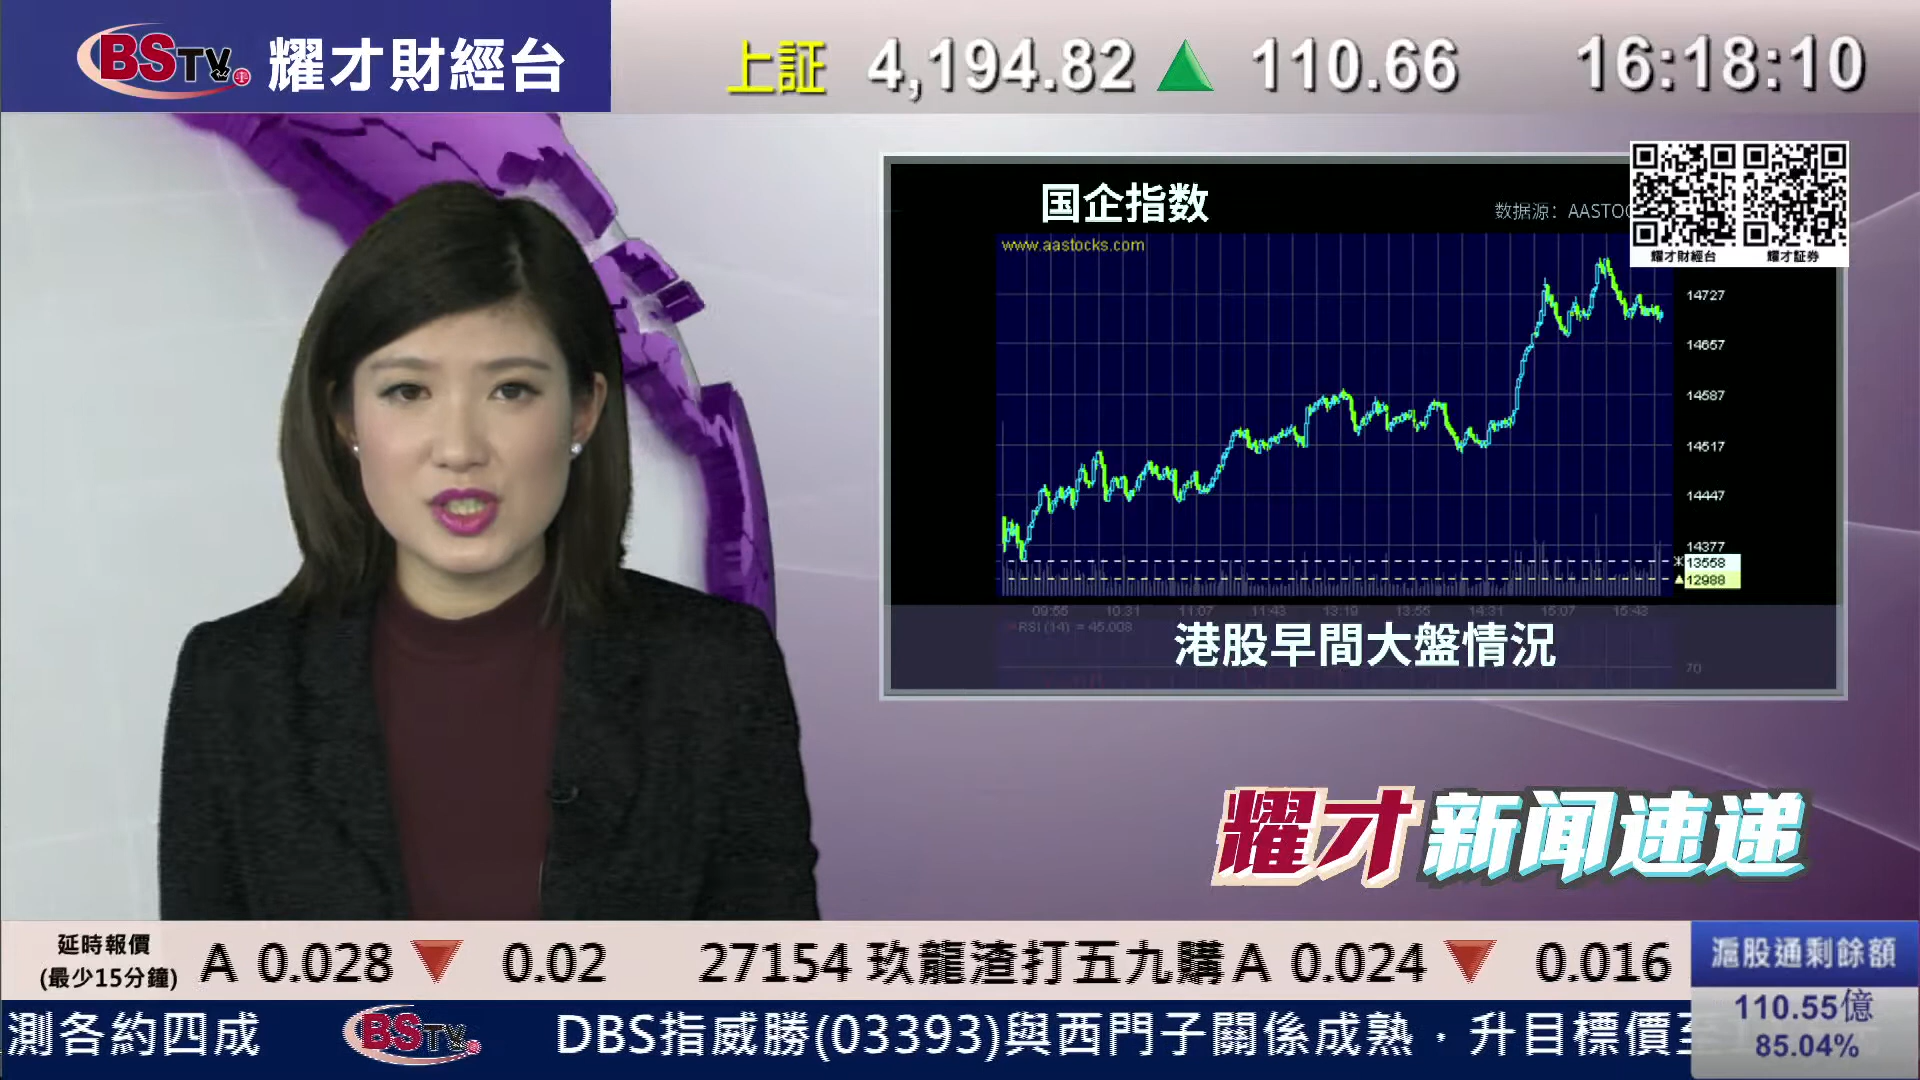 BSTV 耀才財經台
上証 4,194.82 ▲ 110.66 16:18:10
国企指数
数据源：AASTOC
www.aastocks.com
耀才財經台 耀才証券
14727
14657
14587
14517
14447
14377
13558
12988
09:55 10:31 11:07 11:43 13:19 13:55 14:31 15:07 15:43
RSI (14) = 45.008
70
港股早間大盤情況
耀才新闻速递
延時報價
(最少15分鐘)
A 0.028 ▼ 0.02 27154 玖龍渣打五九購A 0.024 ▼ 0.016
滬股通剩餘額
110.55億
85.04%
測各約四成 BSTV DBS指威勝(03393)與西門子關係成熟，升目標價至